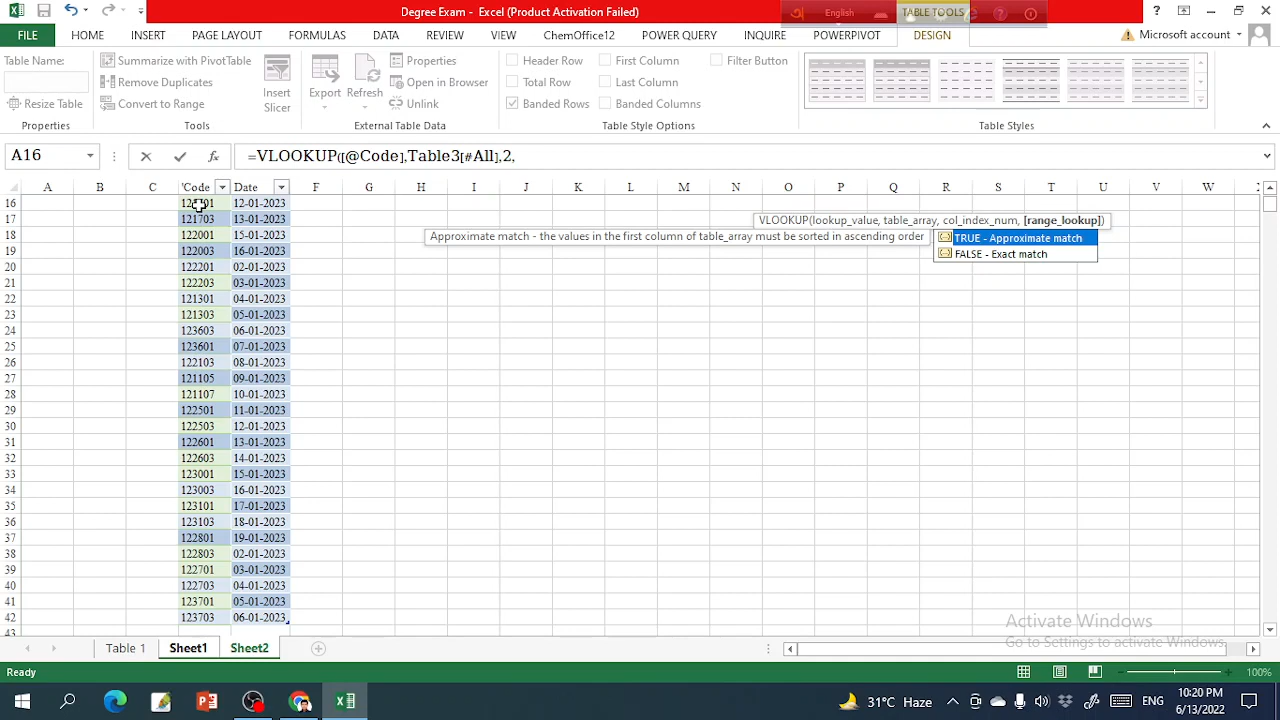 Degree Exam - Excel (Product Activation Failed)
English
TABLE TOOLS
FILE HOME INSERT PAGE LAYOUT FORMULAS DATA REVIEW VIEW ChemOffice12 POWER QUERY INQUIRE POWERPIVOT DESIGN Microsoft account
Table Name: Summarize with PivotTable Properties Header Row First Column Filter Button
Remove Duplicates Open in Browser Total Row Last Column
Resize Table Convert to Range Insert Slicer Export Refresh Unlink Banded Rows Banded Columns
Properties Tools External Table Data Table Style Options Table Styles
A16 fx =VLOOKUP([@Code],Table3[#All],2,
A B C 'Code Date F G H I J K L M N O P Q R S T U V W
16 12-01-2023
VLOOKUP(lookup_value, table_array, col_index_num, [range_lookup])
17 121703 13-01-2023
Approximate match - the values in the first column of table_array must be sorted in ascending order
TRUE - Approximate match
FALSE - Exact match
18 122001 15-01-2023
19 122003 16-01-2023
20 122201 02-01-2023
21 122203 03-01-2023
22 121301 04-01-2023
23 121303 05-01-2023
24 123603 06-01-2023
25 123601 07-01-2023
26 122103 08-01-2023
27 121105 09-01-2023
28 121107 10-01-2023
29 122501 11-01-2023
30 122503 12-01-2023
31 122601 13-01-2023
32 122603 14-01-2023
33 123001 15-01-2023
34 123003 16-01-2023
35 123101 17-01-2023
36 123103 18-01-2023
37 122801 19-01-2023
38 122803 02-01-2023
39 122701 03-01-2023
40 122703 04-01-2023
41 123701 05-01-2023
42 123703 06-01-2023
43
Activate Windows
Go to Settings to activate Windows.
Table 1 Sheet1 Sheet2
Ready 100%
31°C Haze ENG 10:20 PM
6/13/2022